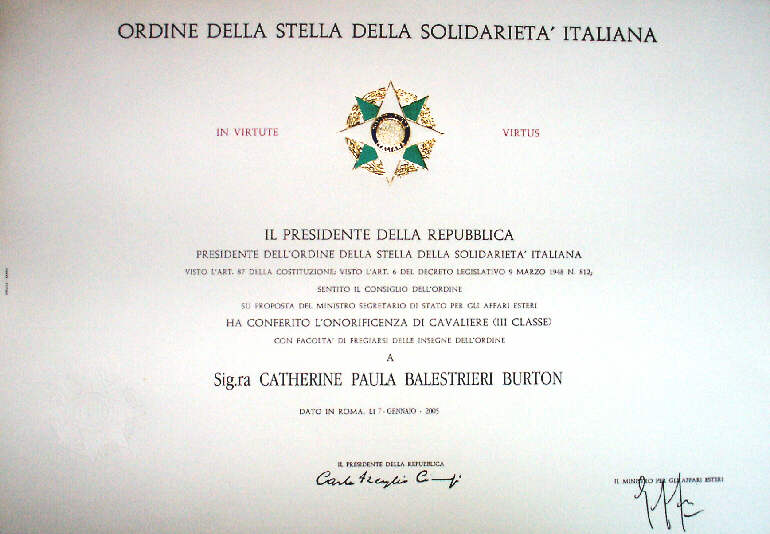 ORDINE DELLA STELLA DELLA SOLIDARIETA' ITALIANA
IN VIRTUTE VIRTUS
IL PRESIDENTE DELLA REPUBBLICA
PRESIDENTE DELL'ORDINE DELLA STELLA DELLA SOLIDARIETA' ITALIANA
VISTO L'ART. 87 DELLA COSTITUZIONE; VISTO L'ART. 6 DEL DECRETO LEGISLATIVO 9 MARZO 1948 N. 812;
SENTITO IL CONSIGLIO DELL'ORDINE
SU PROPOSTA DEL MINISTRO SEGRETARIO DI STATO PER GLI AFFARI ESTERI
HA CONFERITO L'ONORIFICENZA DI CAVALIERE (III CLASSE)
CON FACOLTA' DI FREGIARSI DELLE INSEGNE DELL'ORDINE
A
Sig.ra CATHERINE PAULA BALESTRIERI BURTON
DATO IN ROMA, LI 7 - GENNAIO - 2005
IL PRESIDENTE DELLA REPUBBLICA
Carlo Azeglio Ciampi
IL MINISTRO PER GLI AFFARI ESTERI